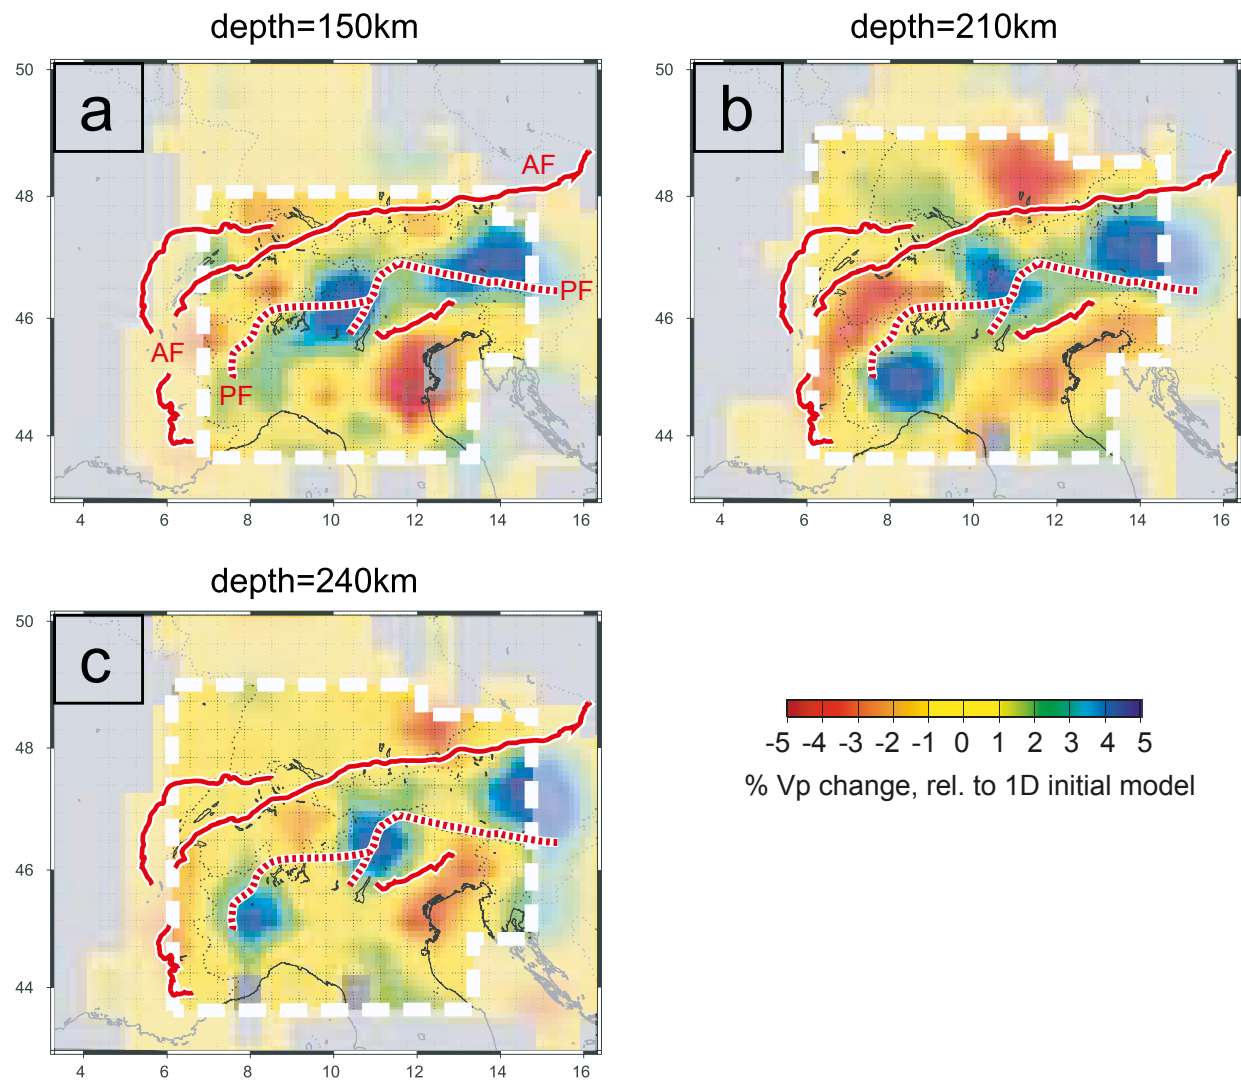 depth=150km
depth=210km
50
a
AF
48
46
AF
PF
PF
44
4 6 8 10 12 14 16
50
b
48
46
44
4 6 8 10 12 14 16
depth=240km
50
c
48
46
44
4 6 8 10 12 14 16
-5 -4 -3 -2 -1 0 1 2 3 4 5
% Vp change, rel. to 1D initial model